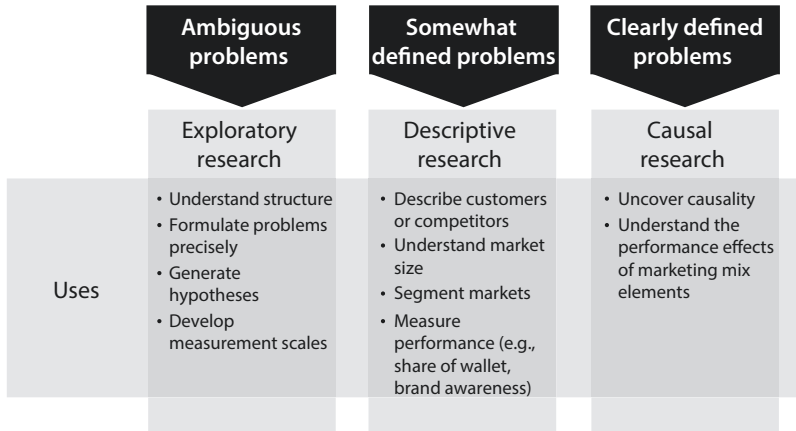 Ambiguous
problems
Somewhat
defined problems
Clearly defined
problems
Exploratory
research
Descriptive
research
Causal
research
Uses
• Understand structure
• Formulate problems
precisely
• Generate
hypotheses
• Develop
measurement scales
• Describe customers
or competitors
• Understand market
size
• Segment markets
• Measure
performance (e.g.,
share of wallet,
brand awareness)
• Uncover causality
• Understand the
performance effects
of marketing mix
elements